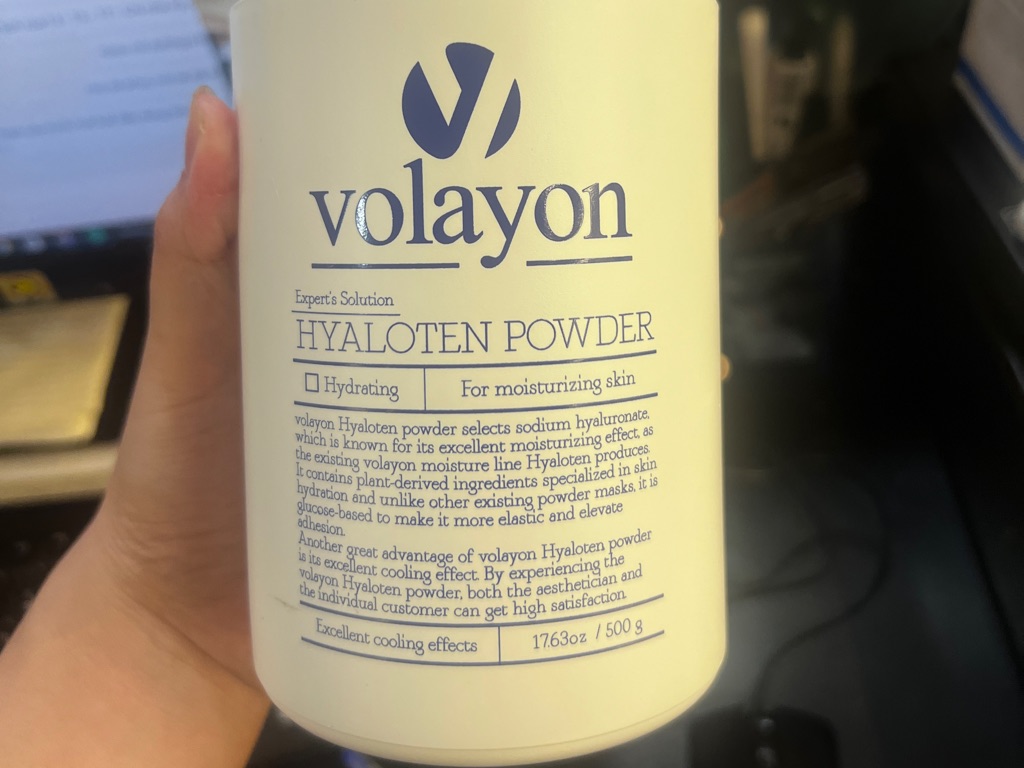 volayon
Expert's Solution
HYALOTEN POWDER
Hydrating
For moisturizing skin
volayon Hyaloten powder selects sodium hyaluronate,
which is known for its excellent moisturizing effect, as
the existing volayon moisture line Hyaloten produces.
It contains plant-derived ingredients specialized in skin
hydration and unlike other existing powder masks, it is
glucose-based to make it more elastic and elevate
adhesion.
Another great advantage of volayon Hyaloten powder
is its excellent cooling effect. By experiencing the
volayon Hyaloten powder, both the aesthetician and
the individual customer can get high satisfaction.
Excellent cooling effects
17.63oz / 500 g